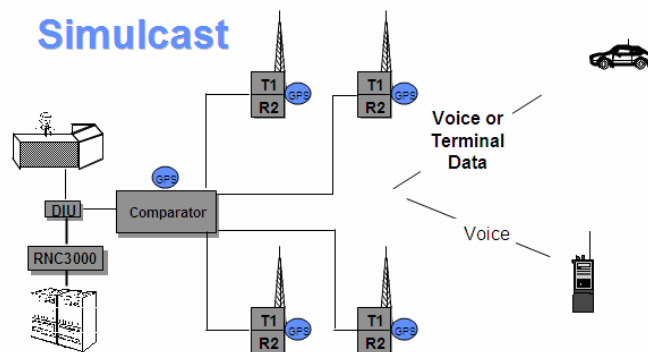 Simulcast
T1
R2
GPS
T1
R2
GPS
Voice or
Terminal
Data
GPS
DIU
Comparator
RNC3000
Voice
T1
R2
GPS
T1
R2
GPS